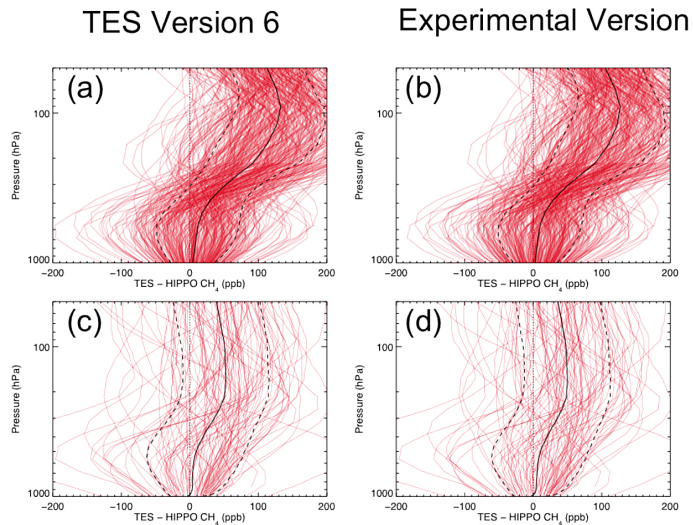 TES Version 6 Experimental Version
(a) (b)
Pressure (hPa) Pressure (hPa)
100 100
1000 1000
−200 −100 0 100 200 −200 −100 0 100 200
TES − HIPPO CH4 (ppb) TES − HIPPO CH4 (ppb)
(c) (d)
Pressure (hPa) Pressure (hPa)
100 100
1000 1000
−200 −100 0 100 200 −200 −100 0 100 200
TES − HIPPO CH4 (ppb) TES − HIPPO CH4 (ppb)